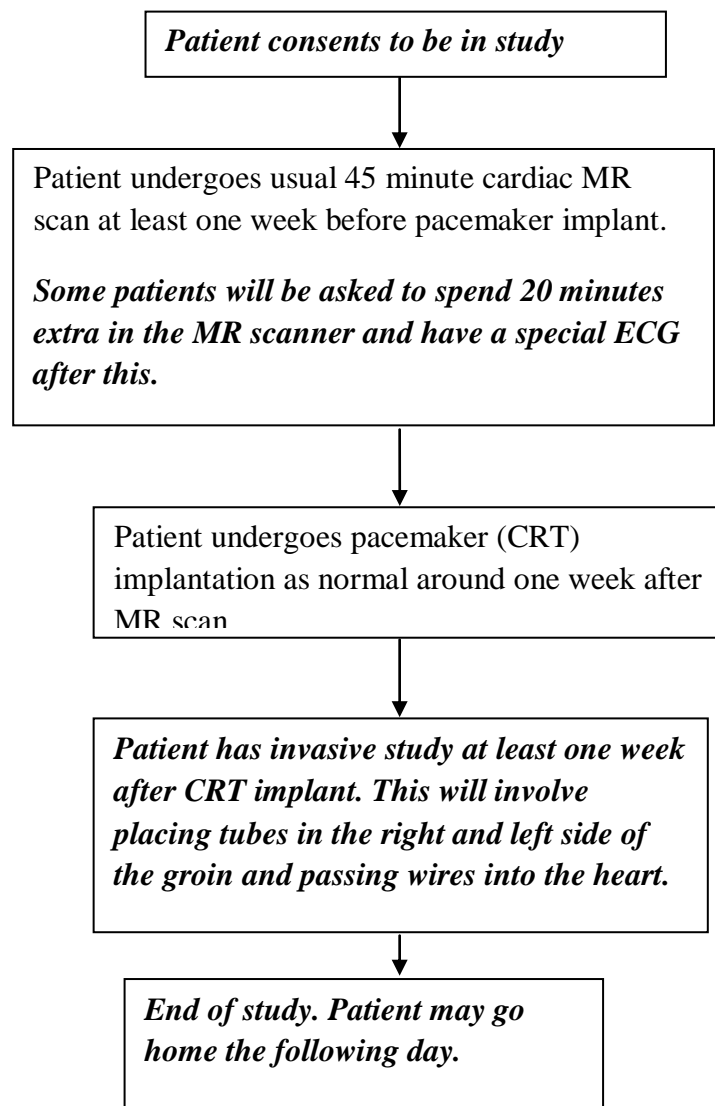 Patient consents to be in study
Patient undergoes usual 45 minute cardiac MR
scan at least one week before pacemaker implant.
Some patients will be asked to spend 20 minutes
extra in the MR scanner and have a special ECG
after this.
Patient undergoes pacemaker (CRT)
implantation as normal around one week after
MR scan
Patient has invasive study at least one week
after CRT implant. This will involve
placing tubes in the right and left side of
the groin and passing wires into the heart.
End of study. Patient may go
home the following day.